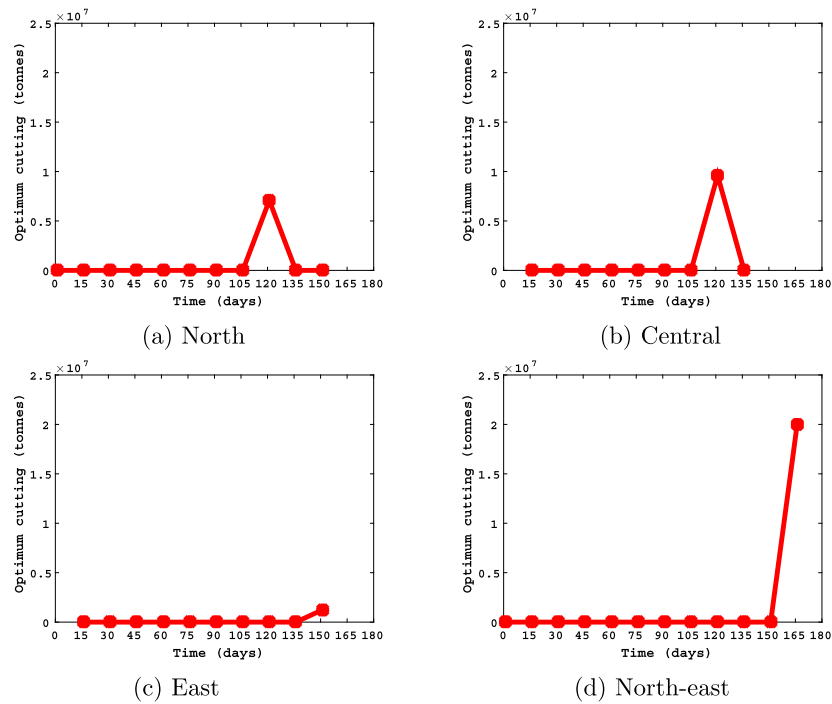 ×10⁷
2.5
2
1.5
1
0.5
0
Optimum cutting (tonnes)
0 15 30 45 60 75 90 105 120 135 150 165 180
Time (days)
(a) North
×10⁷
2.5
2
1.5
1
0.5
0
Optimum cutting (tonnes)
0 15 30 45 60 75 90 105 120 135 150 165 180
Time (days)
(b) Central
×10⁷
2.5
2
1.5
1
0.5
0
Optimum cutting (tonnes)
0 15 30 45 60 75 90 105 120 135 150 165 180
Time (days)
(c) East
×10⁷
2.5
2
1.5
1
0.5
0
Optimum cutting (tonnes)
0 15 30 45 60 75 90 105 120 135 150 165 180
Time (days)
(d) North-east